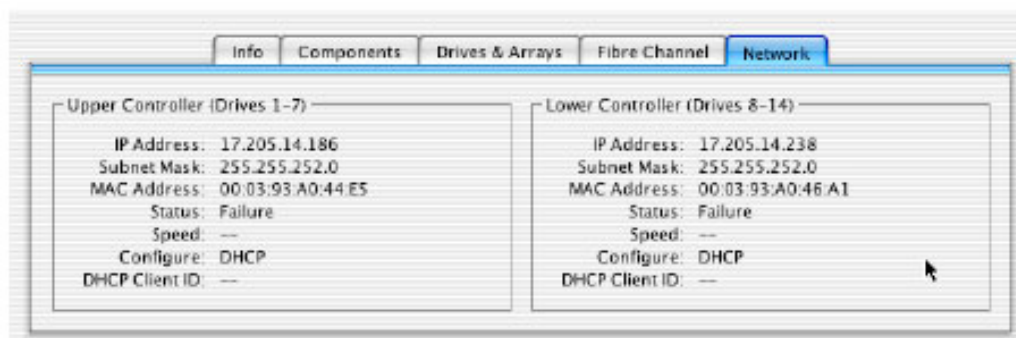 Info Components Drives & Arrays Fibre Channel Network
Upper Controller (Drives 1-7)
IP Address: 17.205.14.186
Subnet Mask: 255.255.252.0
MAC Address: 00:03:93:A0:44:E5
Status: Failure
Speed: --
Configure: DHCP
DHCP Client ID: --
Lower Controller (Drives 8-14)
IP Address: 17.205.14.238
Subnet Mask: 255.255.252.0
MAC Address: 00:03:93:A0:46:A1
Status: Failure
Speed: --
Configure: DHCP
DHCP Client ID: --